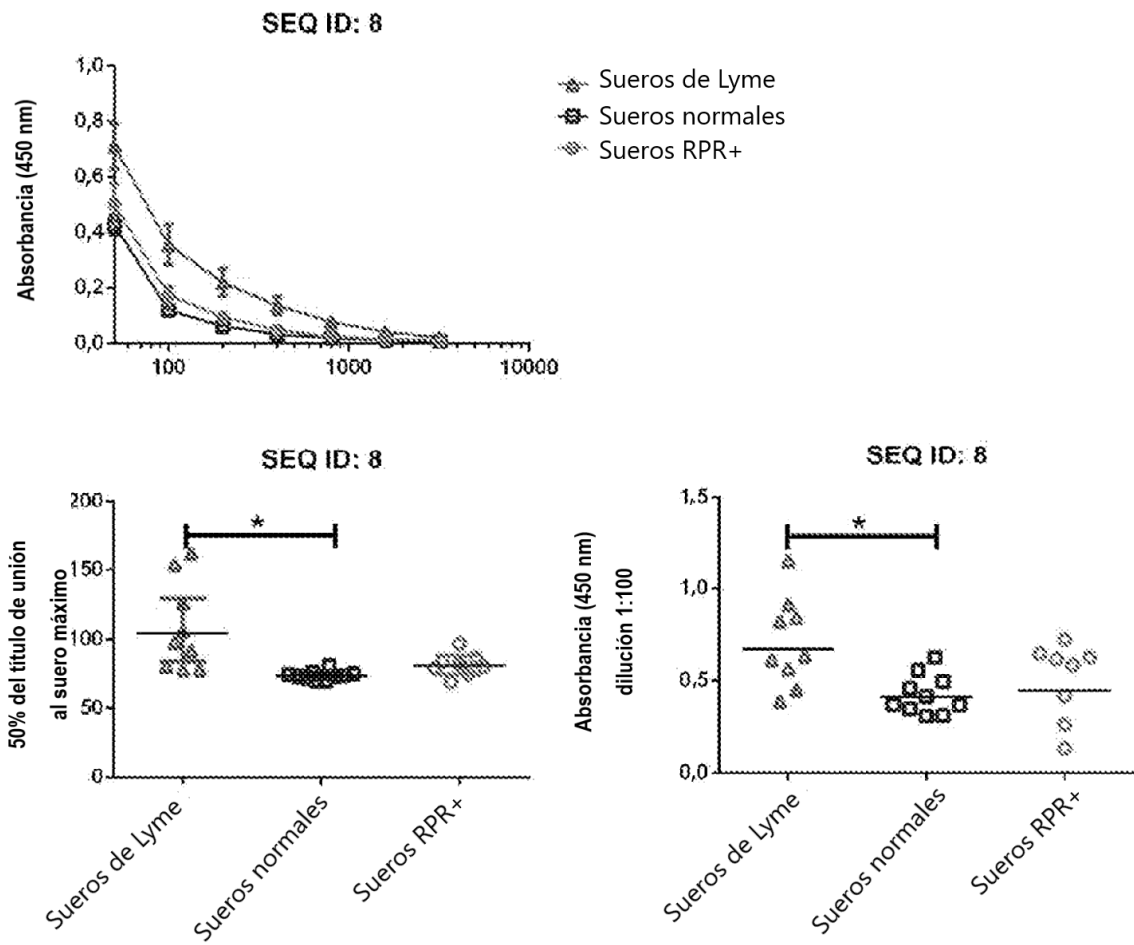 SEQ ID: 8
1,0
0,8
0,6
0,4
0,2
0,0
Absorbancia (450 nm)
100
1000
10000
Sueros de Lyme
Sueros normales
Sueros RPR+
SEQ ID: 8
200
150
100
50
0
50% del título de unión
al suero máximo
*
Sueros de Lyme
Sueros normales
Sueros RPR+
SEQ ID: 8
1,5
1,0
0,5
0,0
Absorbancia (450 nm)
dilución 1:100
*
Sueros de Lyme
Sueros normales
Sueros RPR+